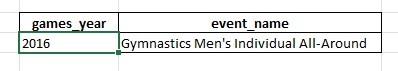 games_year event_name
2016 Gymnastics Men's Individual All-Around